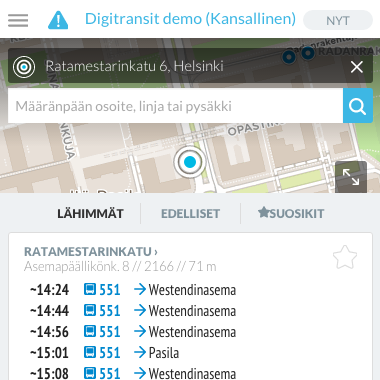 Digitransit demo (Kansallinen)
NYT
Ratamestarinkatu 6, Helsinki
Määränpään osoite, linja tai pysäkki
OPASTIN
LÄHIMMÄT
EDELLISET
SUOSIKIT
RATAMESTARINKATU ›
Asemapäällikönk. 8 // 2166 // 71 m
~14:24 551 → Westendinasema
~14:44 551 → Westendinasema
~14:56 551 → Westendinasema
~15:01 551 → Pasila
~15:08 551 → Westendinasema